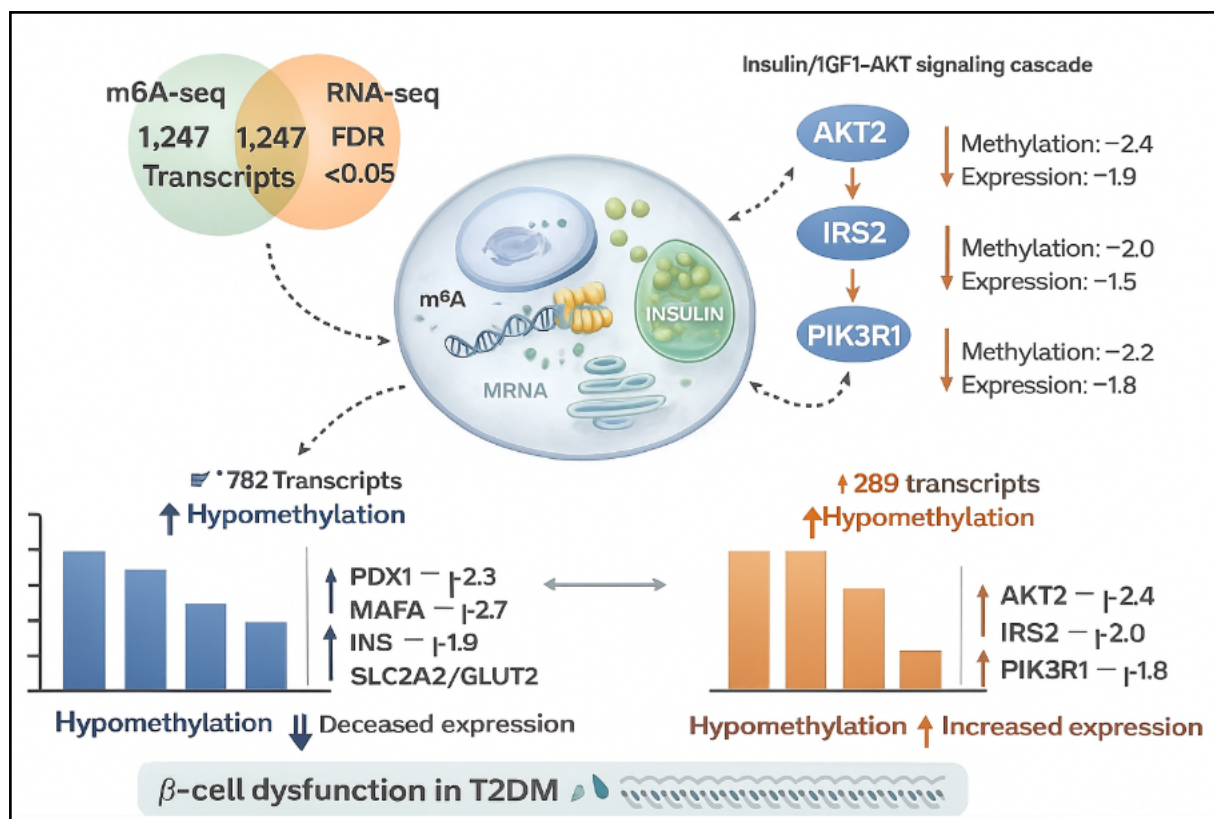 m6A-seq
RNA-seq
1,247
1,247
FDR
<0.05
Transcripts
Insulin/1GF1–AKT signaling cascade
AKT2
Methylation: −2.4
Expression: −1.9
IRS2
Methylation: −2.0
Expression: −1.5
PIK3R1
Methylation: −2.2
Expression: −1.8
m⁶A
INSULIN
MRNA
782 Transcripts
Hypomethylation
PDX1 — |-2.3
MAFA — |-2.7
INS — |-1.9
SLC2A2/GLUT2
Hypomethylation Deceased expression
289 transcripts
Hypomethylation
AKT2 — |-2.4
IRS2 — |-2.0
PIK3R1 — |-1.8
Hypomethylation Increased expression
β-cell dysfunction in T2DM